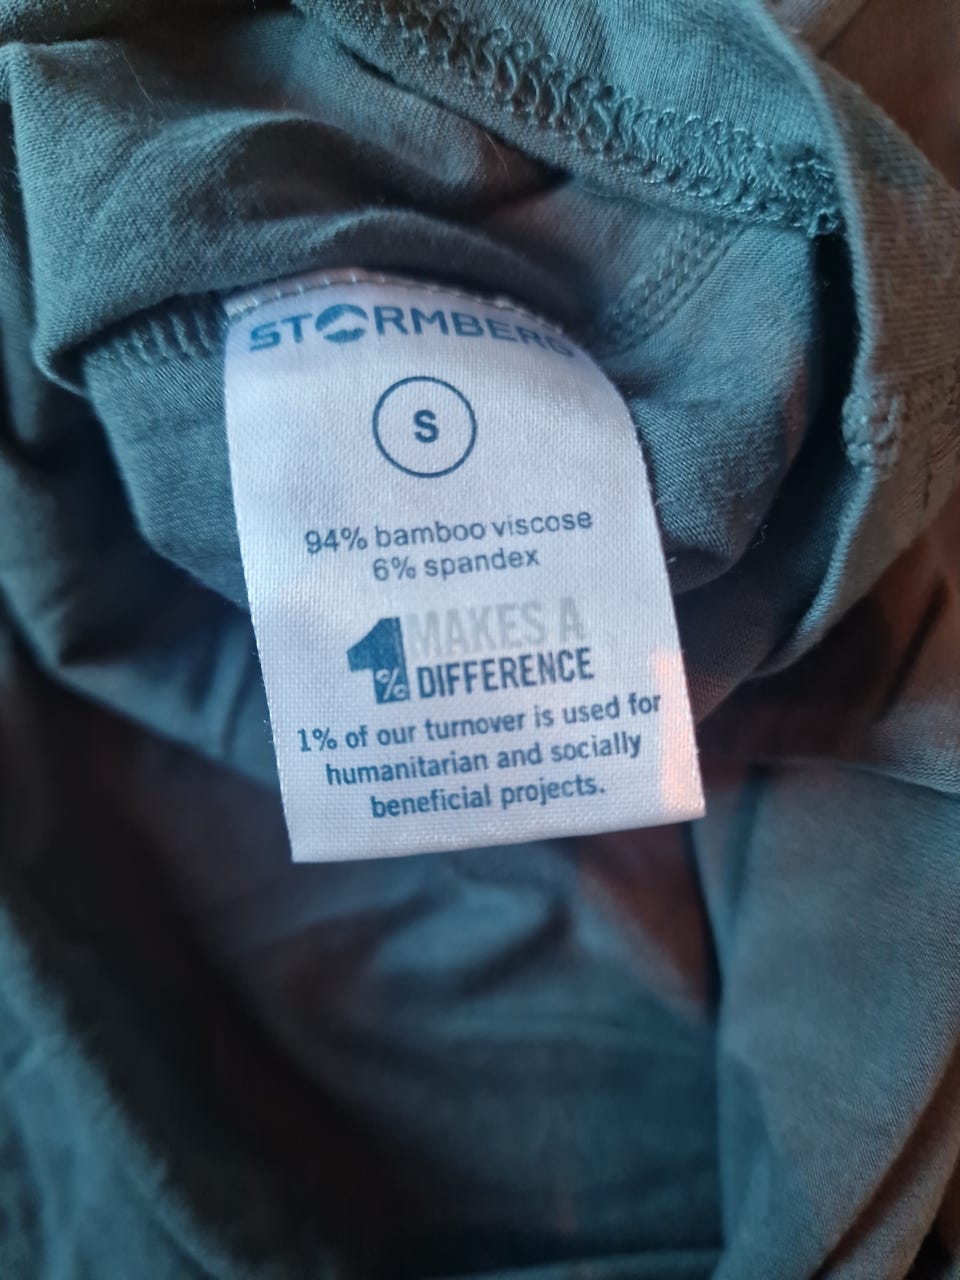 STORMBERG
S
94% bamboo viscose
6% spandex
1% MAKES A
DIFFERENCE
1% of our turnover is used for
humanitarian and socially
beneficial projects.